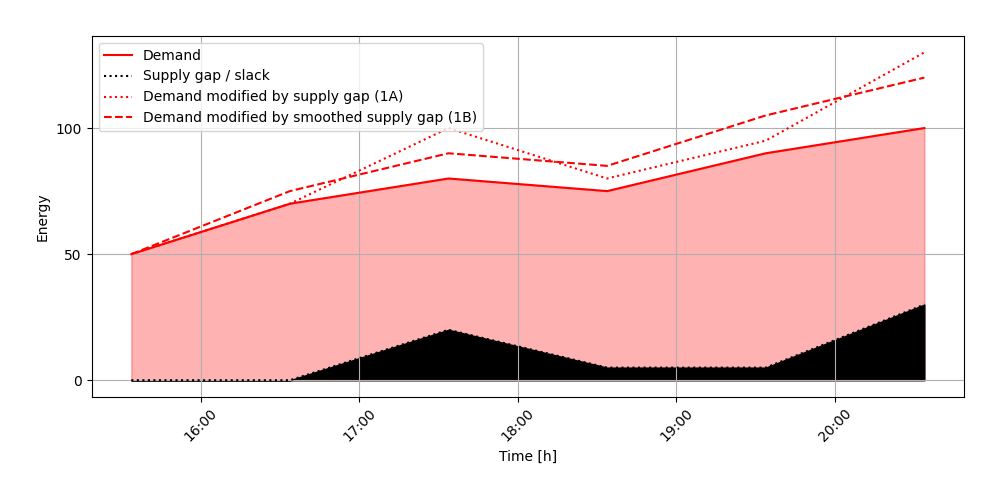 Demand
Supply gap / slack
Demand modified by supply gap (1A)
Demand modified by smoothed supply gap (1B)
100
50
0
Energy
16:00
17:00
18:00
19:00
20:00
Time [h]